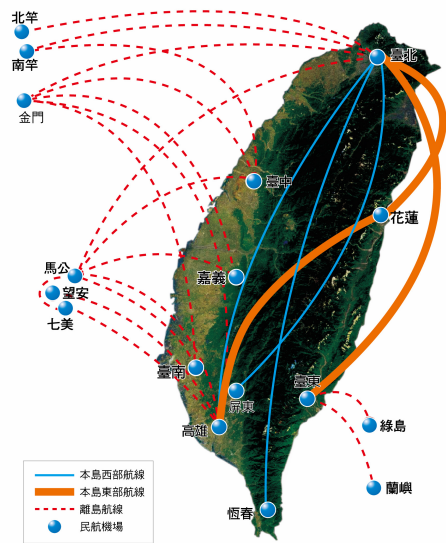 北竿
南竿
金門
臺北
臺中
花蓮
馬公
望安
七美
嘉義
臺南
屏東
臺東
高雄
綠島
蘭嶼
恆春
本島西部航線
本島東部航線
離島航線
民航機場